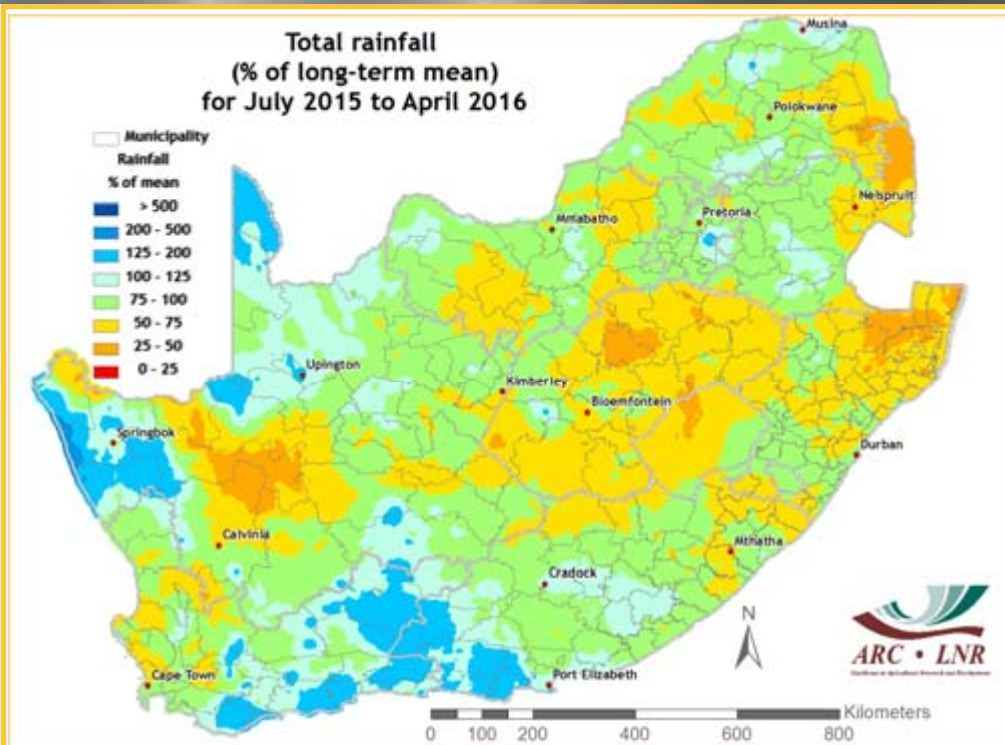 Total rainfall
(% of long-term mean)
for July 2015 to April 2016
Municipality
Rainfall
% of mean
> 500
200 - 500
125 - 200
100 - 125
75 - 100
50 - 75
25 - 50
0 - 25
Musina
Polokwane
Nelspruit
Mmabatho
Pretoria
Upington
Kimberley
Bloemfontein
Springbok
Durban
Calvinia
Mthatha
Cradock
Cape Town
Port Elizabeth
N
ARC • LNR
Kilometers
0 100 200 400 600 800